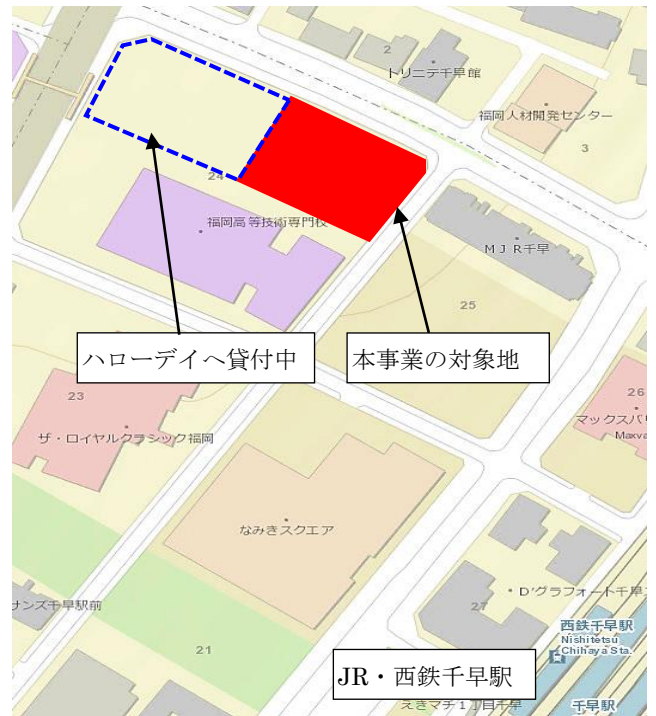 2
トリニテ千早館
福岡人材開発センター
3
24
福岡高等技術専門校
MJR千早
25
ハローデイへ貸付中
本事業の対象地
23
26
マックスバリ
Maxva
ザ・ロイヤルクラシック福岡
なみきスクエア
D'グラフォート千早
サンズ千早駅前
27
西鉄千早駅
Nishitetsu
Chihaya Sta.
21
JR・西鉄千早駅
えきマチ1丁目千早
千早駅